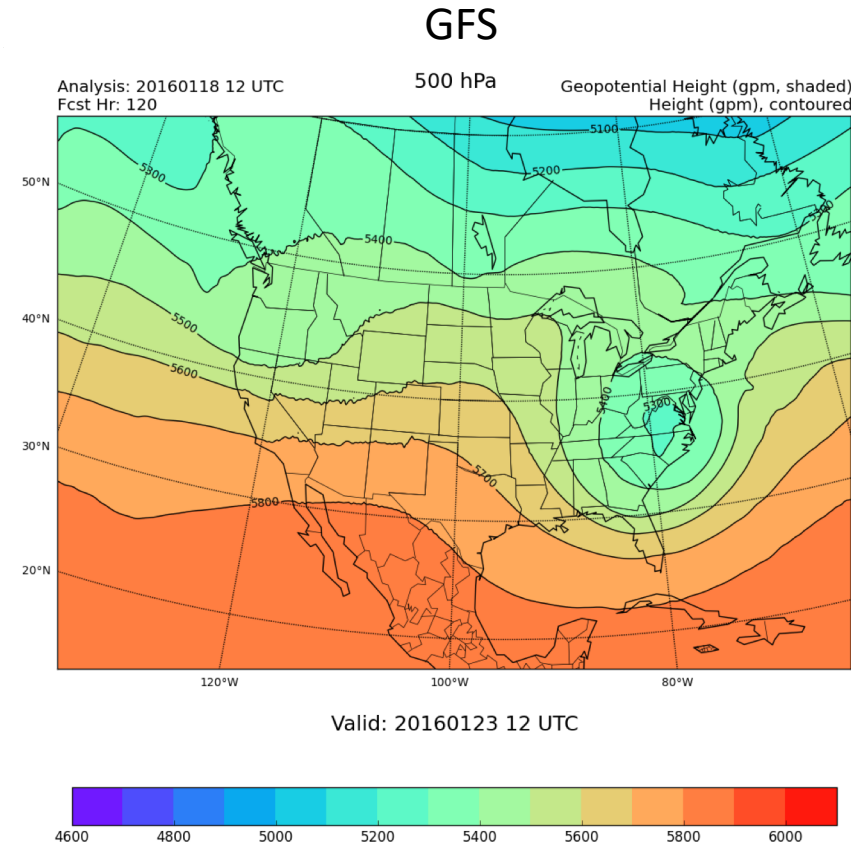 GFS
Analysis: 20160118 12 UTC
Fcst Hr: 120
500 hPa
Geopotential Height (gpm, shaded)
Height (gpm), contoured
5100
5300
5200
5300
5400
5500
5600
5400
5300
5700
5800
50°N
40°N
30°N
20°N
120°W 100°W 80°W
Valid: 20160123 12 UTC
4600 4800 5000 5200 5400 5600 5800 6000